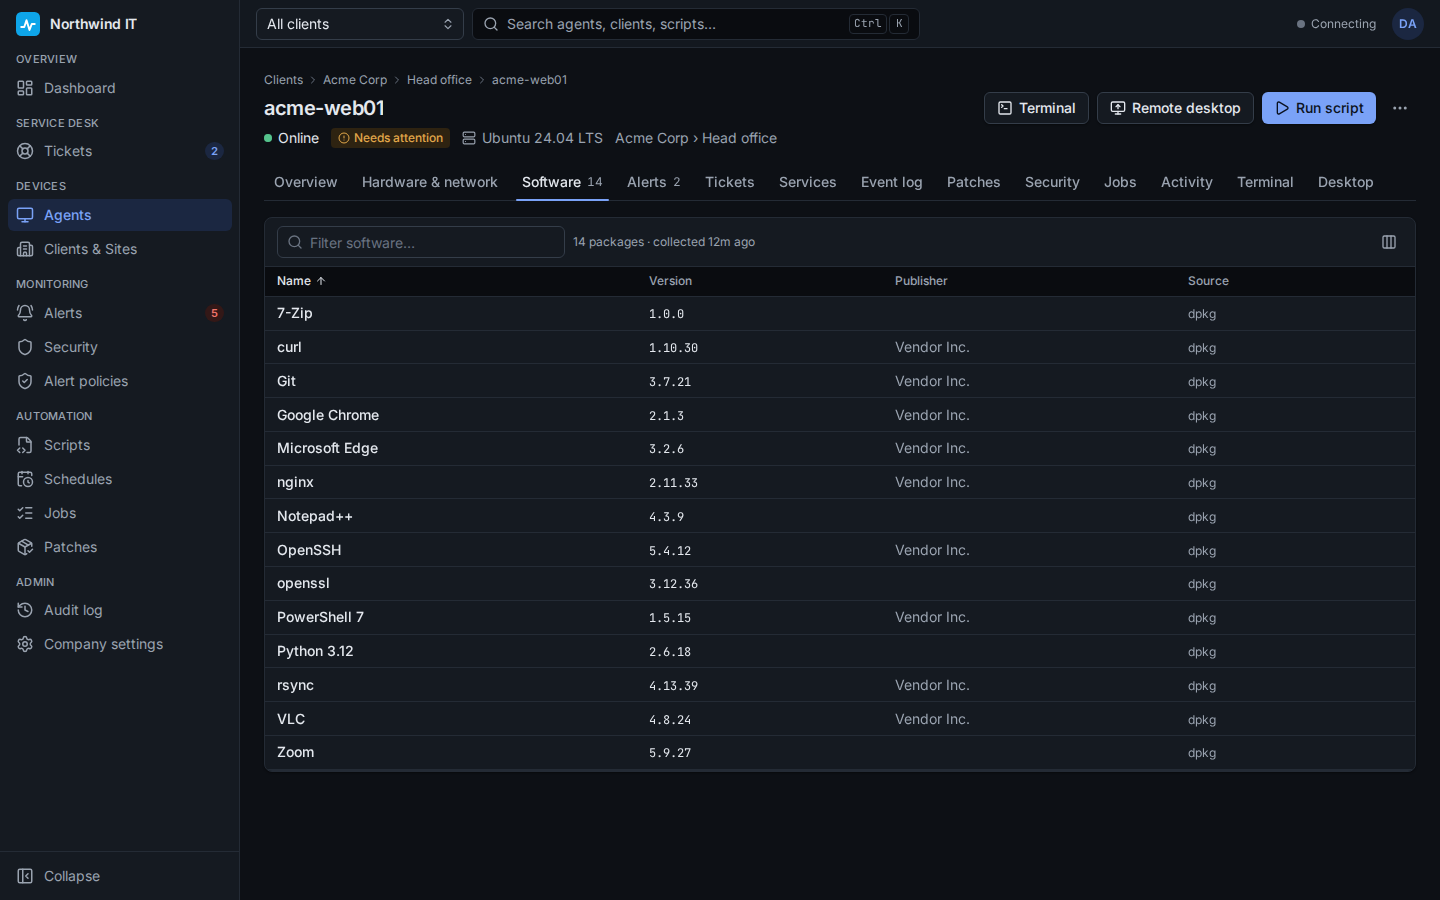 Northwind IT
All clients
Search agents, clients, scripts...
Ctrl K
Connecting
DA
OVERVIEW
Dashboard
SERVICE DESK
Tickets 2
DEVICES
Agents
Clients & Sites
MONITORING
Alerts 5
Security
Alert policies
AUTOMATION
Scripts
Schedules
Jobs
Patches
ADMIN
Audit log
Company settings
Collapse
Clients > Acme Corp > Head office > acme-web01
acme-web01
Terminal
Remote desktop
Run script
Online Needs attention Ubuntu 24.04 LTS Acme Corp › Head office
Overview Hardware & network Software 14 Alerts 2 Tickets Services Event log Patches Security Jobs Activity Terminal Desktop
Filter software... 14 packages · collected 12m ago
Name ↑ Version Publisher Source
7-Zip 1.0.0 dpkg
curl 1.10.30 Vendor Inc. dpkg
Git 3.7.21 Vendor Inc. dpkg
Google Chrome 2.1.3 Vendor Inc. dpkg
Microsoft Edge 3.2.6 Vendor Inc. dpkg
nginx 2.11.33 Vendor Inc. dpkg
Notepad++ 4.3.9 dpkg
OpenSSH 5.4.12 Vendor Inc. dpkg
openssl 3.12.36 dpkg
PowerShell 7 1.5.15 Vendor Inc. dpkg
Python 3.12 2.6.18 dpkg
rsync 4.13.39 Vendor Inc. dpkg
VLC 4.8.24 Vendor Inc. dpkg
Zoom 5.9.27 dpkg